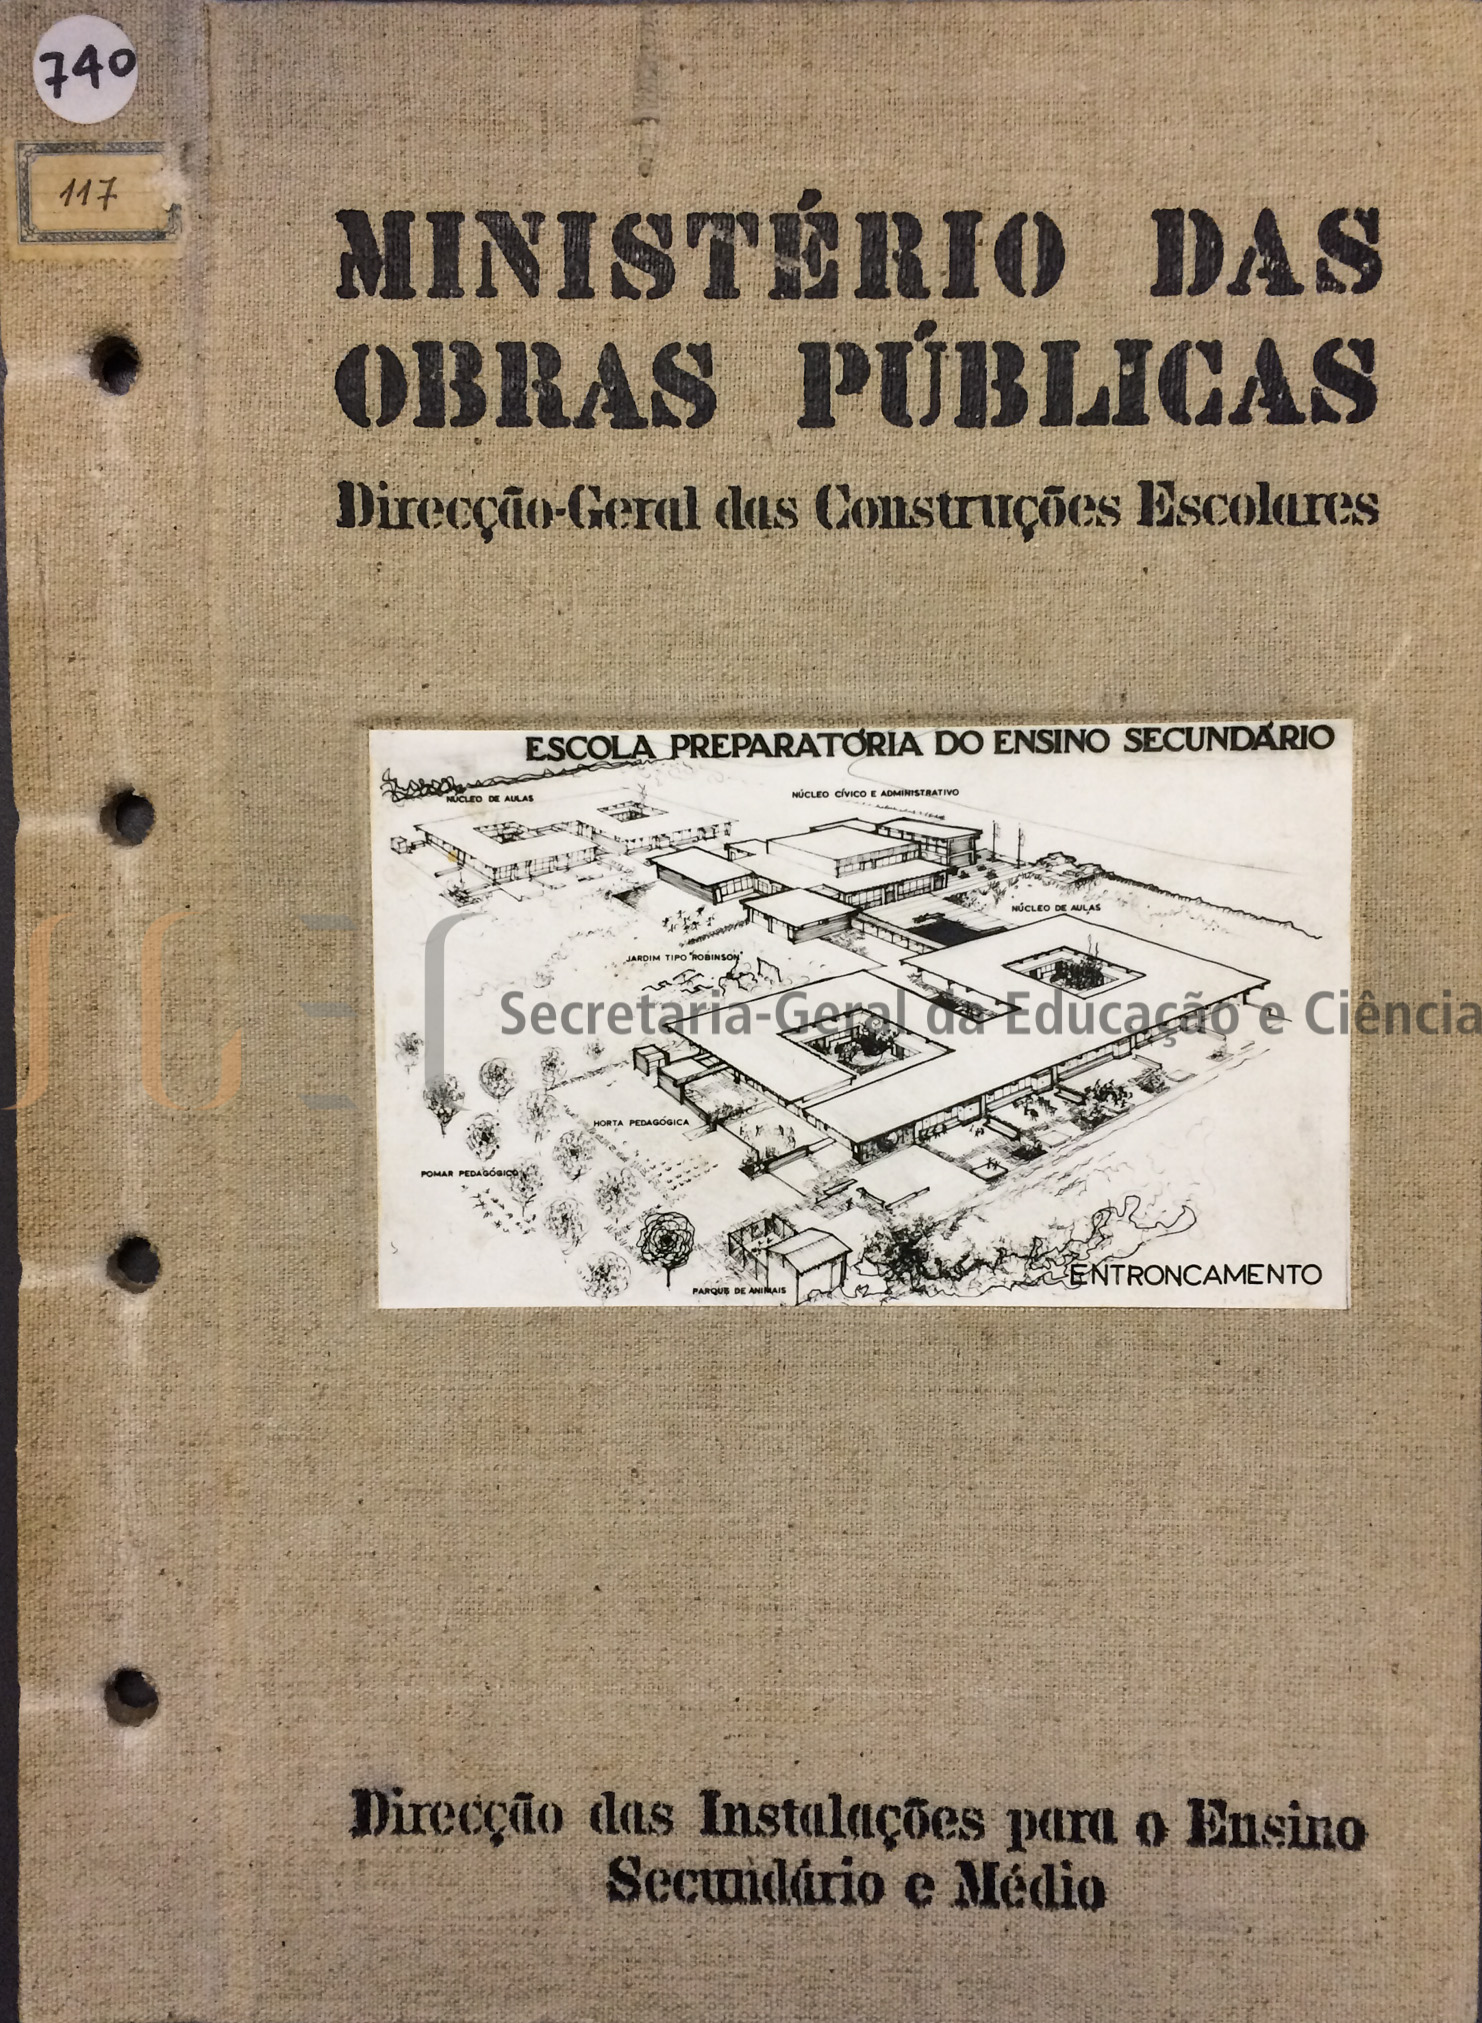 740
117
MINISTÉRIO DAS
OBRAS PÚBLICAS
Direcção-Geral das Construções Escolares
ESCOLA PREPARATÓRIA DO ENSINO SECUNDÁRIO
NÚCLEO DE AULAS
NÚCLEO CÍVICO E ADMINISTRATIVO
NÚCLEO DE AULAS
JARDIM TIPO "ROBINSON"
Secretaria-Geral da Educação e Ciência
HORTA PEDAGÓGICA
POMAR PEDAGÓGICO
PARQUE DE ANIMAIS
ENTRONCAMENTO
Direcção das Instalações para o Ensino
Secundário e Médio